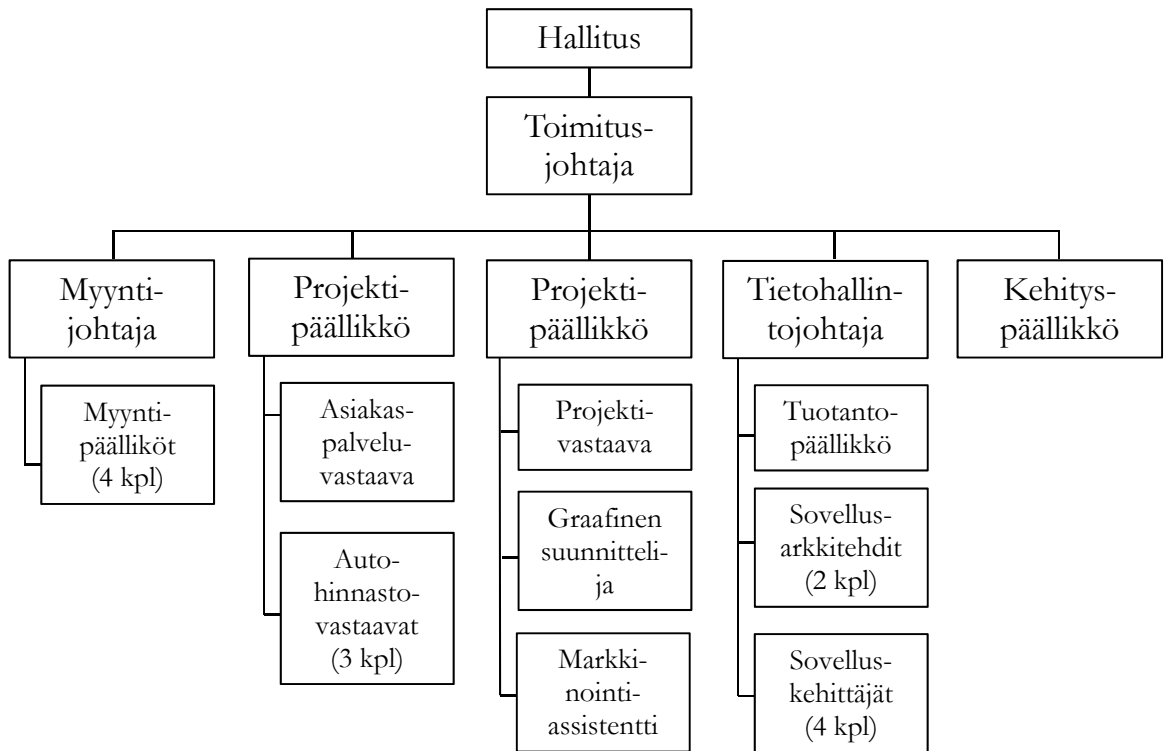 Hallitus
Toimitus-
johtaja
Myynti-
johtaja
Projekti-
päällikkö
Projekti-
päällikkö
Tietohallin-
tojohtaja
Kehitys-
päällikkö
Myynti-
päälliköt
(4 kpl)
Asiakas-
palvelu-
vastaava
Auto-
hinnasto-
vastaavat
(3 kpl)
Projekti-
vastaava
Graafinen
suunnitteli-
ja
Markki-
nointi-
assistentti
Tuotanto-
päällikkö
Sovellus-
arkkitehdit
(2 kpl)
Sovellus-
kehittäjät
(4 kpl)